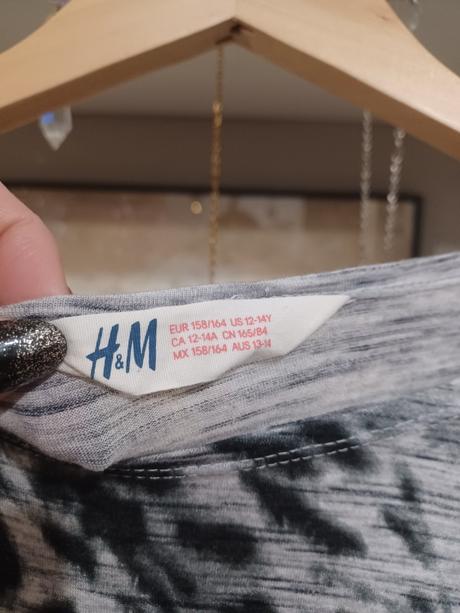 H&M
EUR 158/164 US 12-14Y
CA 12-14A CN 165/84
MX 158/164 AUS 13-14